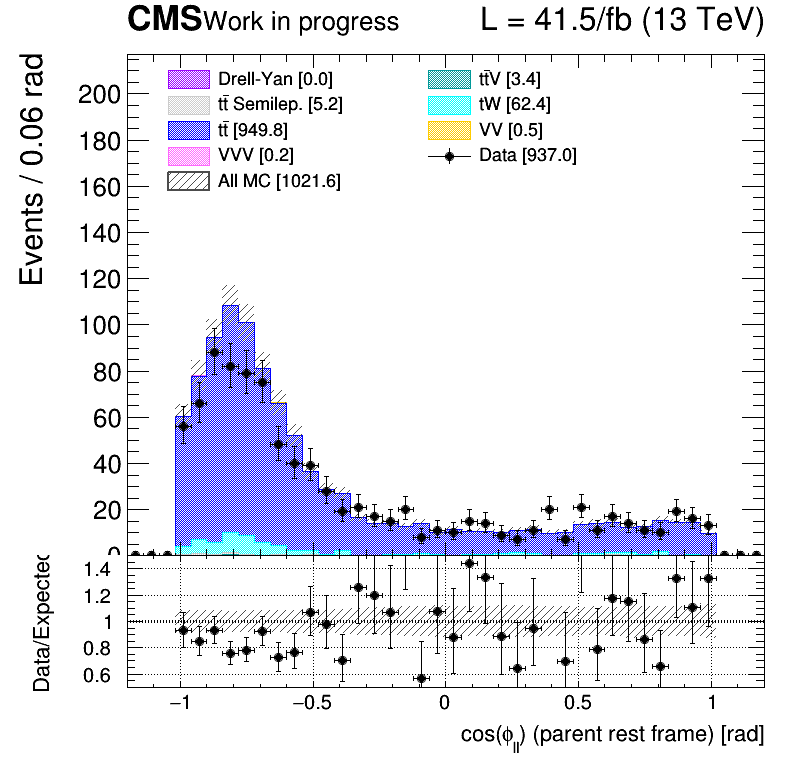 CMS Work in progress L = 41.5/fb (13 TeV)
Events / 0.06 rad
Drell-Yan [0.0]
tt̄ Semilep. [5.2]
tt̄ [949.8]
VVV [0.2]
All MC [1021.6]
tt̄V [3.4]
tW [62.4]
VV [0.5]
Data [937.0]
200
180
160
140
120
100
80
60
40
20
0
Data/Expected
1.4
1.2
1
0.8
0.6
−1 −0.5 0 0.5 1
cos(ϕ_ll) (parent rest frame) [rad]